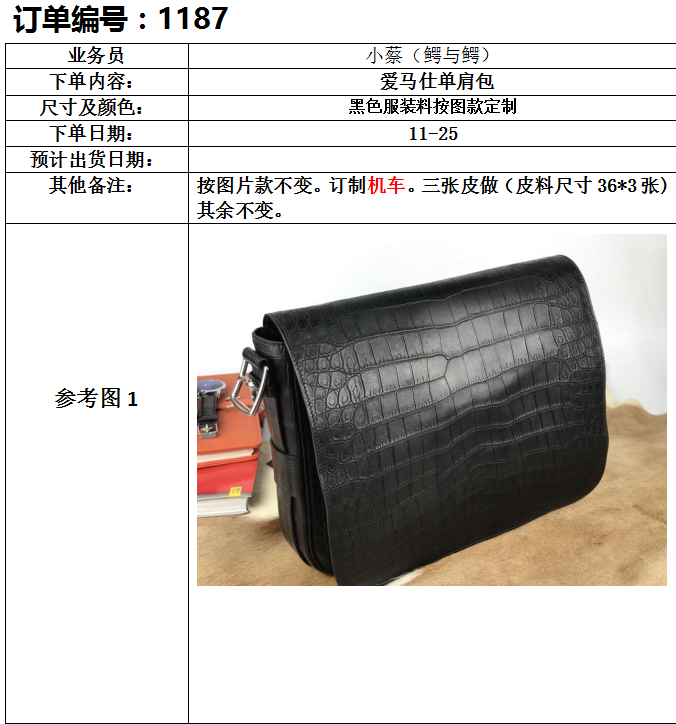 订单编号：1187
业务员
小蔡（鳄与鳄）
下单内容：
爱马仕单肩包
尺寸及颜色：
黑色服装料按图款定制
下单日期：
11-25
预计出货日期：
其他备注：
按图片款不变。订制机车。三张皮做（皮料尺寸 36*3 张）
其余不变。
参考图 1